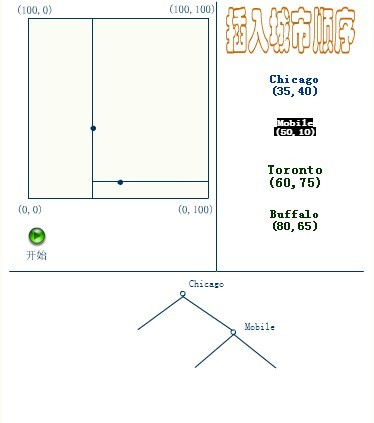 (100, 0)
(100, 100)
(0, 0)
(0, 100)
开始
插入城市顺序
Chicago
(35, 40)
Mobile
(50, 10)
Toronto
(60, 75)
Buffalo
(80, 65)
Chicago
Mobile